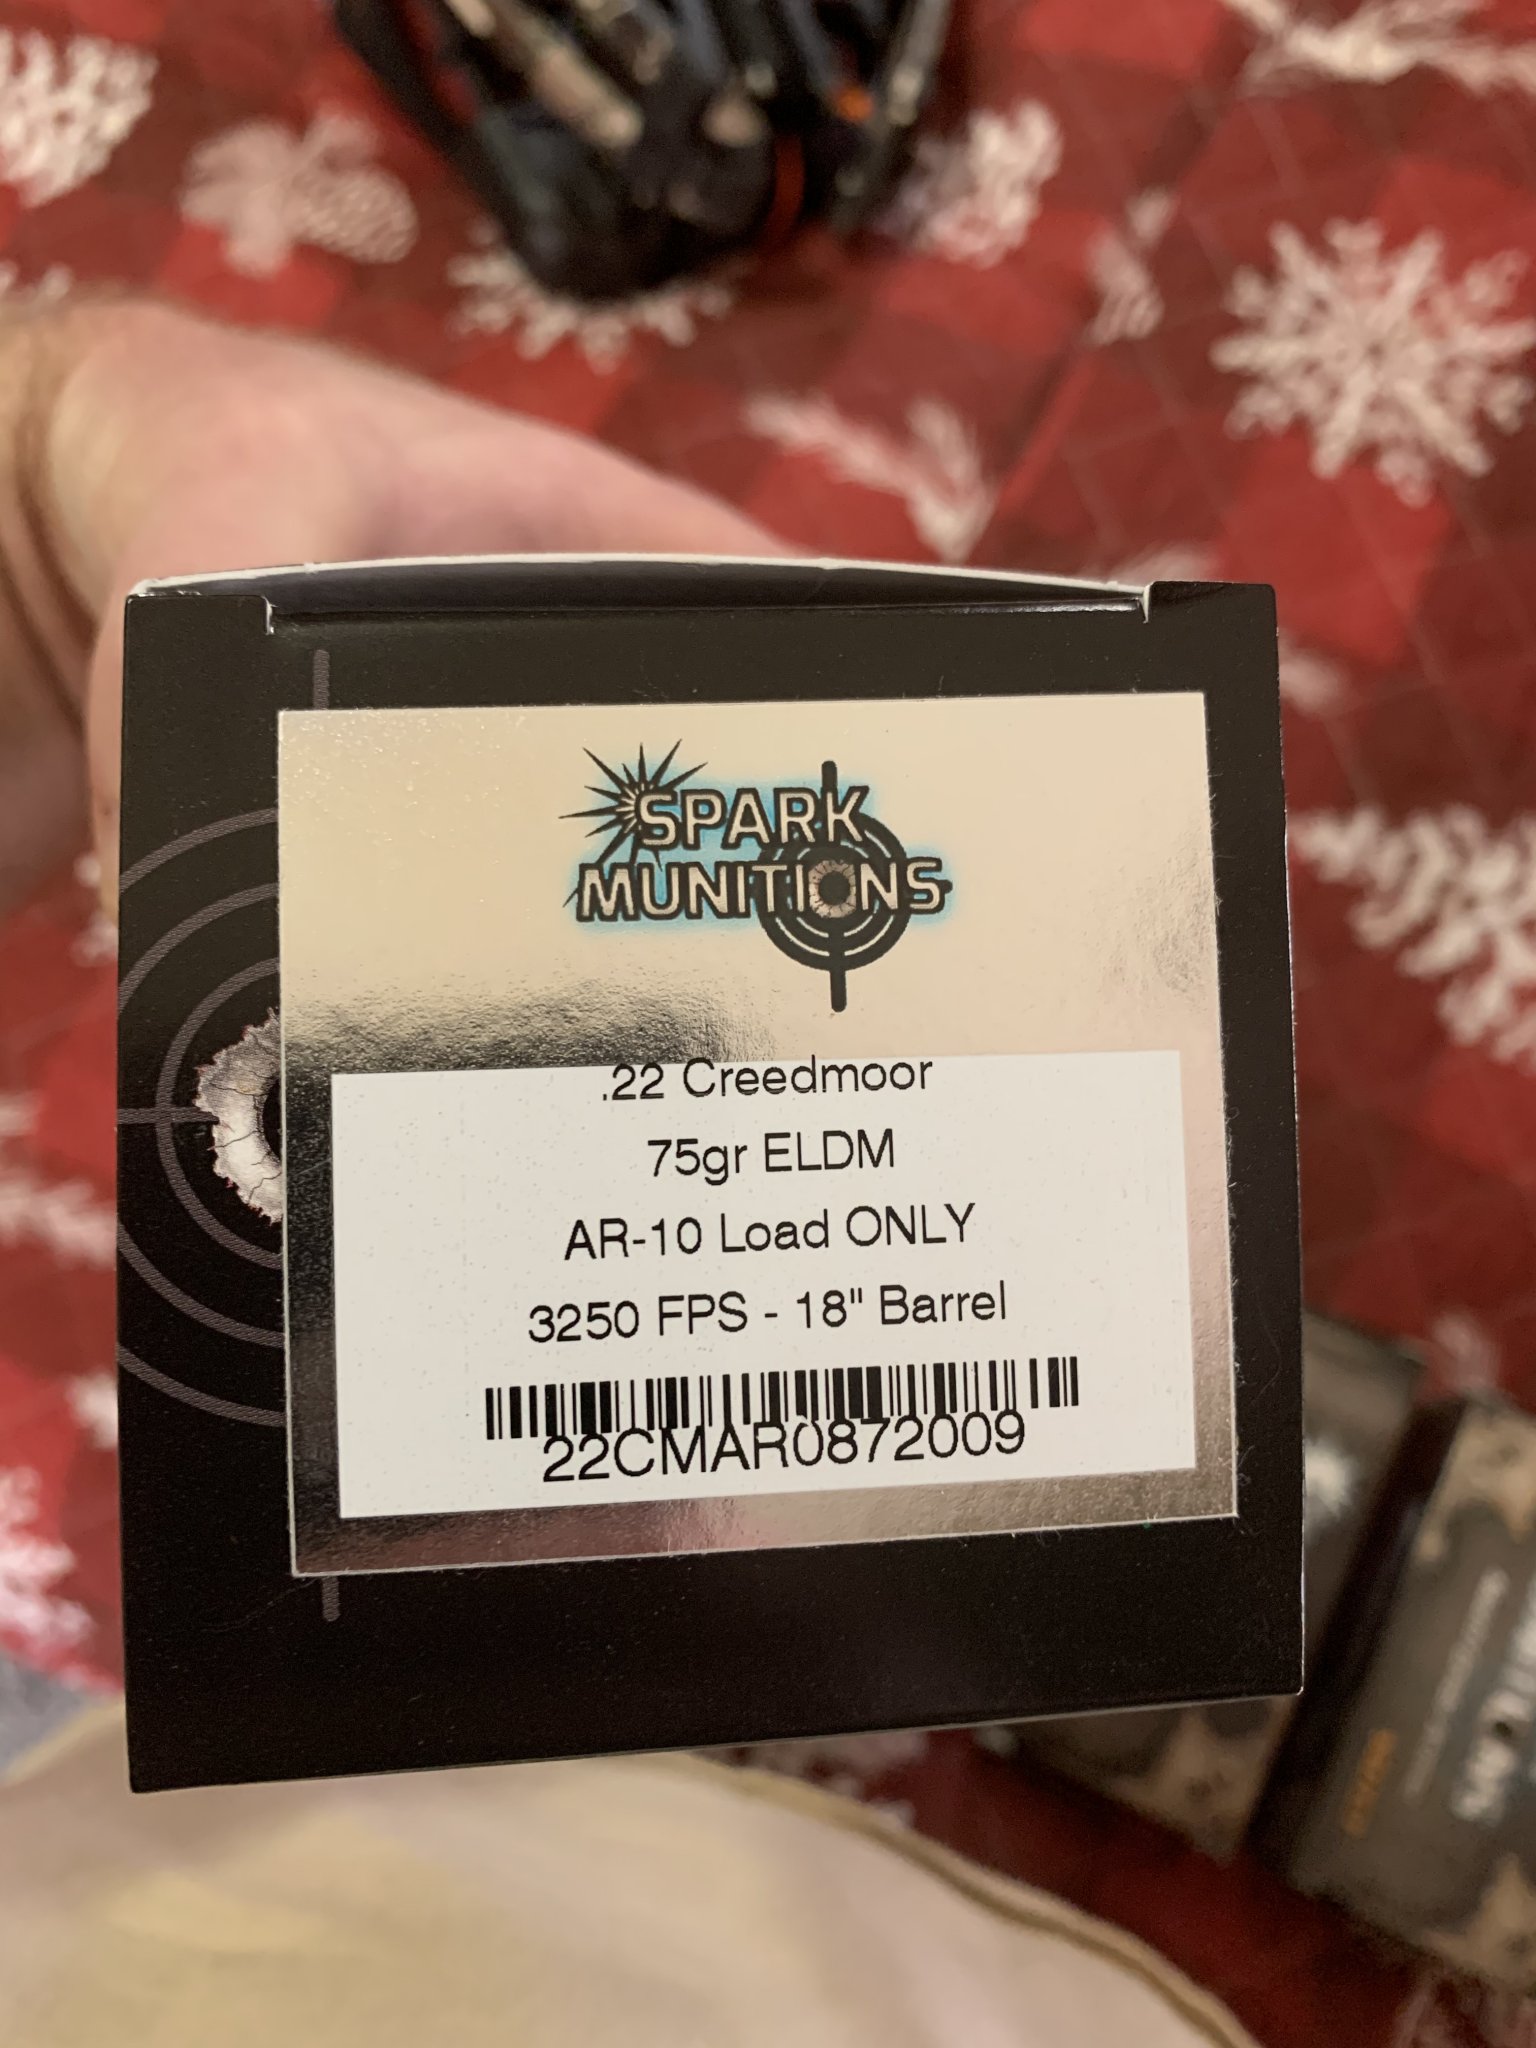 SPARK
MUNITIONS
.22 Creedmoor
75gr ELDM
AR-10 Load ONLY
3250 FPS - 18" Barrel
22CMAR0872009